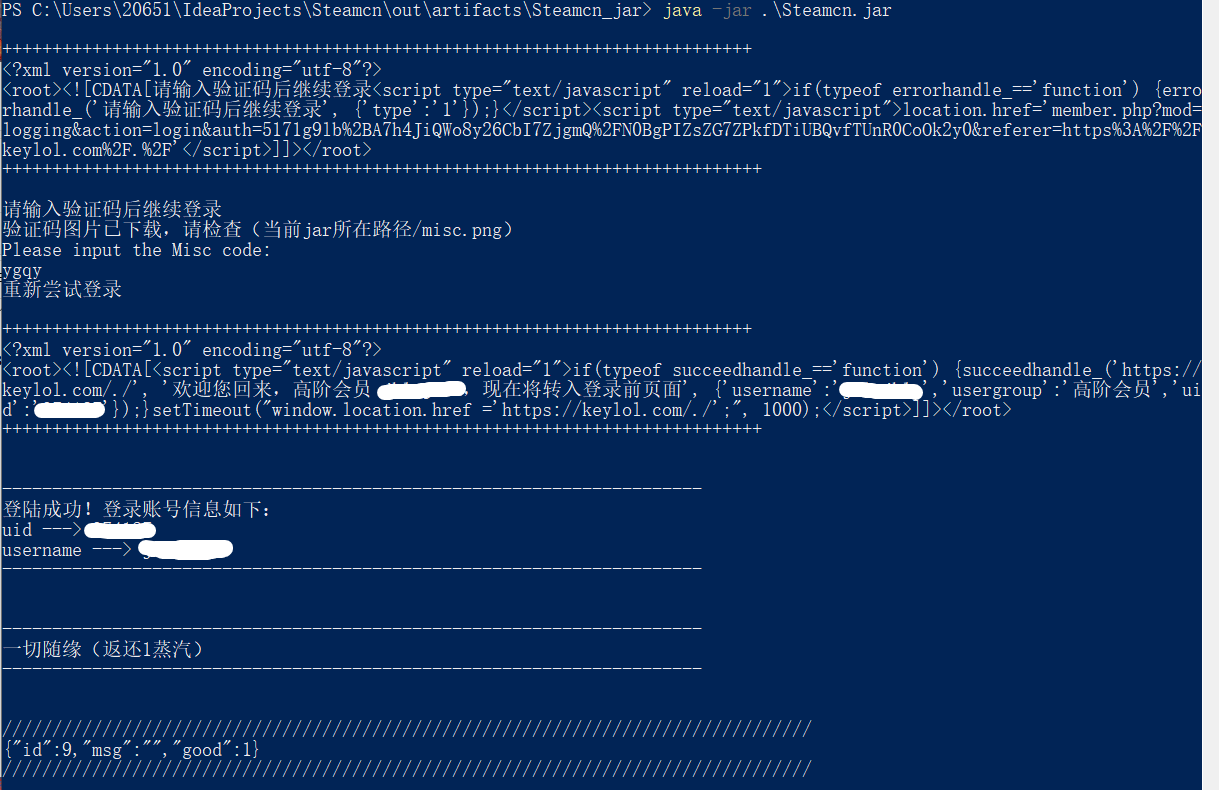 PS C:\Users\20651\IdeaProjects\Steamcn\out\artifacts\Steamcn_jar> java -jar .\Steamcn.jar
+++++++++++++++++++++++++++++++++++++++++++++++++++++++++++++++++++++++++++
<?xml version="1.0" encoding="utf-8"?>
<root><![CDATA[请输入验证码后继续登录<script type="text/javascript" reload="1">if(typeof errorhandle_=='function') {erro
rhandle_('请输入验证码后继续登录', {'type':'1'});}</script><script type="text/javascript">location.href='member.php?mod=
logging&action=login&auth=5171g91b%2BA7h4JiQWo8y26CbI7ZjgmQ%2FN0BgPIZsZG7ZPkfDTiUBQvfTUnROCoOk2y0&referer=https%3A%2F%2F
keylol.com%2F.%2F'</script>]]></root>
++++++++++++++++++++++++++++++++++++++++++++++++++++++++++++++++++++++++++++
请输入验证码后继续登录
验证码图片已下载，请检查（当前jar所在路径/misc.png）
Please input the Misc code:
ygqy
重新尝试登录
+++++++++++++++++++++++++++++++++++++++++++++++++++++++++++++++++++++++++++
<?xml version="1.0" encoding="utf-8"?>
<root><![CDATA[<script type="text/javascript" reload="1">if(typeof succeedhandle_=='function') {succeedhandle_('https://
keylol.com/./', '欢迎您回来，高阶会员 ，现在将转入登录前页面', {'username':' ','usergroup':'高阶会员','ui
d':' '});}setTimeout("window.location.href ='https://keylol.com/./';", 1000);</script>]]></root>
++++++++++++++++++++++++++++++++++++++++++++++++++++++++++++++++++++++++++++
----------------------------------------------------------------------
登陆成功！登录账号信息如下：
uid --->
username --->
----------------------------------------------------------------------
----------------------------------------------------------------------
一切随缘（返还1蒸汽）
----------------------------------------------------------------------
/////////////////////////////////////////////////////////////////////////////////
{"id":9,"msg":"","good":1}
/////////////////////////////////////////////////////////////////////////////////